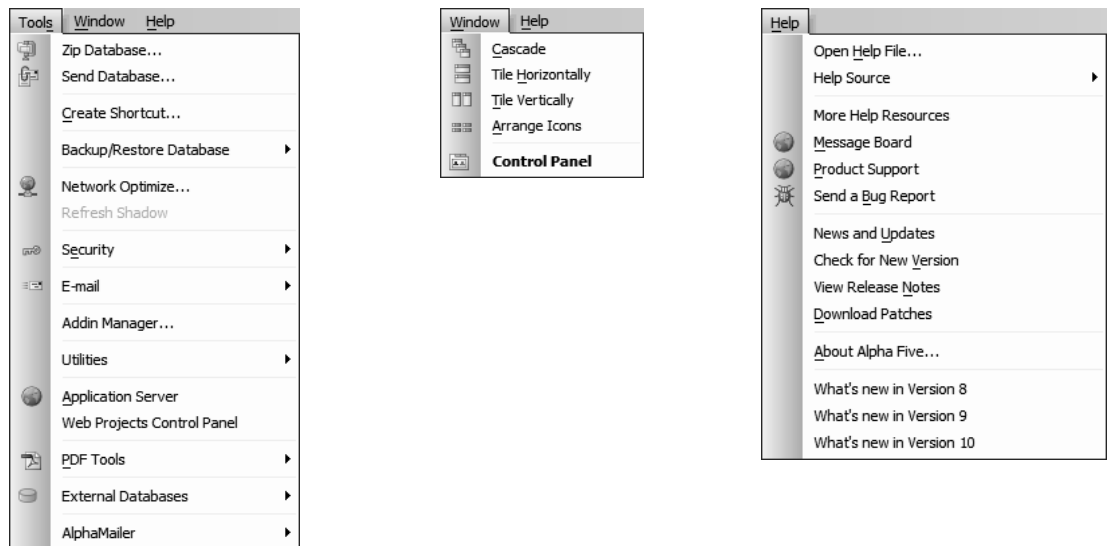 Tools Window Help
Zip Database...
Send Database...
Create Shortcut...
Backup/Restore Database
Network Optimize...
Refresh Shadow
Security
E-mail
Addin Manager...
Utilities
Application Server
Web Projects Control Panel
PDF Tools
External Databases
AlphaMailer
Window Help
Cascade
Tile Horizontally
Tile Vertically
Arrange Icons
Control Panel
Help
Open Help File...
Help Source
More Help Resources
Message Board
Product Support
Send a Bug Report
News and Updates
Check for New Version
View Release Notes
Download Patches
About Alpha Five...
What's new in Version 8
What's new in Version 9
What's new in Version 10